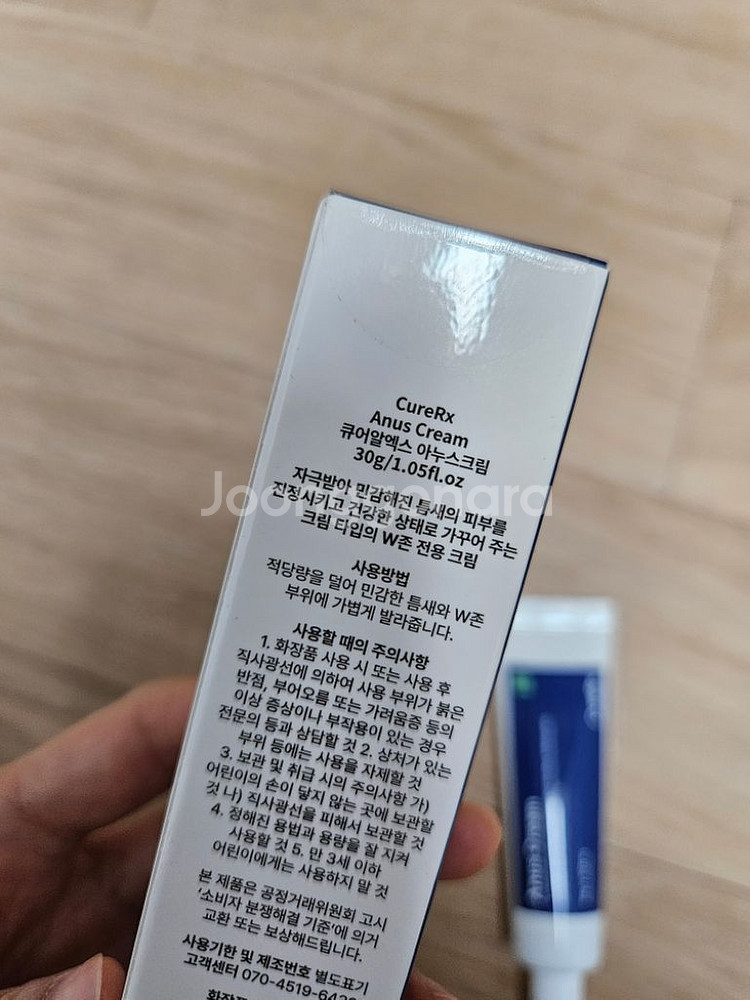 CureRx
Anus Cream
큐어알엑스 아누스크림
30g/1.05fl.oz
Joonggonara
자극받아 민감해진 틈새의 피부를
진정시키고 건강한 상태로 가꾸어 주는
크림 타입의 W존 전용 크림
사용방법
적당량을 덜어 민감한 틈새와 W존
부위에 가볍게 발라줍니다.
사용할 때의 주의사항
1. 화장품 사용 시 또는 사용 후
직사광선에 의하여 사용 부위가 붉은
반점, 부어오름 또는 가려움증 등의
이상 증상이나 부작용이 있는 경우
전문의 등과 상담할 것 2. 상처가 있는
부위 등에는 사용을 자제할 것
3. 보관 및 취급 시의 주의사항 가)
어린이의 손이 닿지 않는 곳에 보관할
것 나) 직사광선을 피해서 보관할 것
4. 정해진 용법과 용량을 잘 지켜
사용할 것 5. 만 3세 이하
어린이에게는 사용하지 말 것
본 제품은 공정거래위원회 고시
'소비자 분쟁해결 기준'에 의거
교환 또는 보상해드립니다.
사용기한 및 제조번호 별도표기
고객센터 070-4519-6
Anus Cream